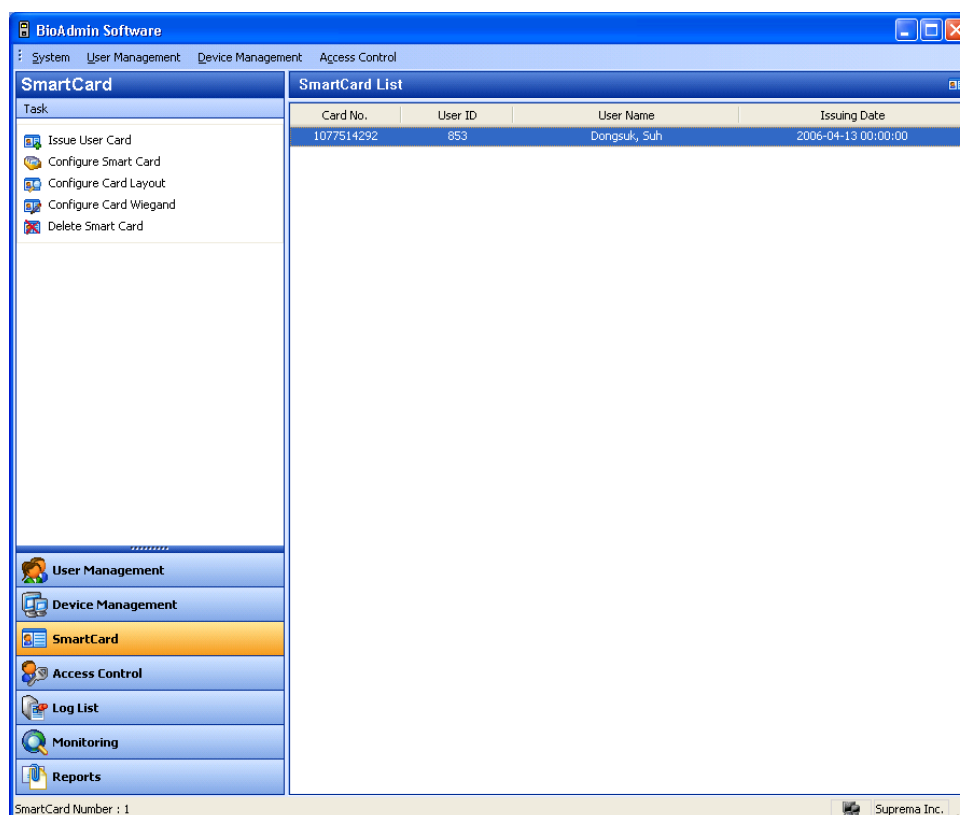 BioAdmin Software
System User Management Device Management Access Control
SmartCard
Task
Issue User Card
Configure Smart Card
Configure Card Layout
Configure Card Wiegand
Delete Smart Card
User Management
Device Management
SmartCard
Access Control
Log List
Monitoring
Reports
SmartCard List
Card No. User ID User Name Issuing Date
1077514292 853 Dongsuk, Suh 2006-04-13 00:00:00
SmartCard Number : 1 Suprema Inc.